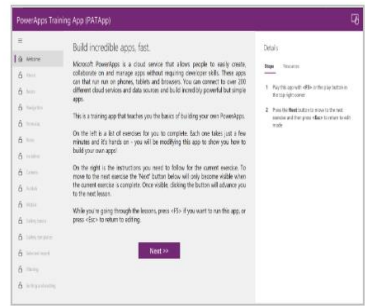 PowerApps Training App (PATApp)
Build incredible apps, fast.
Details
Microsoft PowerApps is a cloud service that allows people to easily create,
collaborate on and manage apps without requiring developer skills. These apps
can that run on phones, tablets and browsers. You can connect to over 200
different cloud services and data sources and build incredibly powerful but simple
apps.
This is a training app that teaches you the basics of building your own PowerApps.
On the left is a list of exercises for you to complete. Each one takes just a few
minutes and it's hands on - you will be modifying this app to show you how to
build your own apps!
On the right is the instructions you need to follow for the current exercise. To
move to the next exercise the 'Next' button below will only become visible when
the current exercise is complete. Once visible, clicking the button will advance you
to the next lesson.
While you're going through the lessons, press <F5> if you want to run this app, or
press <Esc> to return to editing.
Next >>
Welcome
Steps Resources
1 Play this app with <F5> or the play button in
the top right corner.
2 Press the Next button to move to the next
exercise and then press <Esc> to return to edit
mode